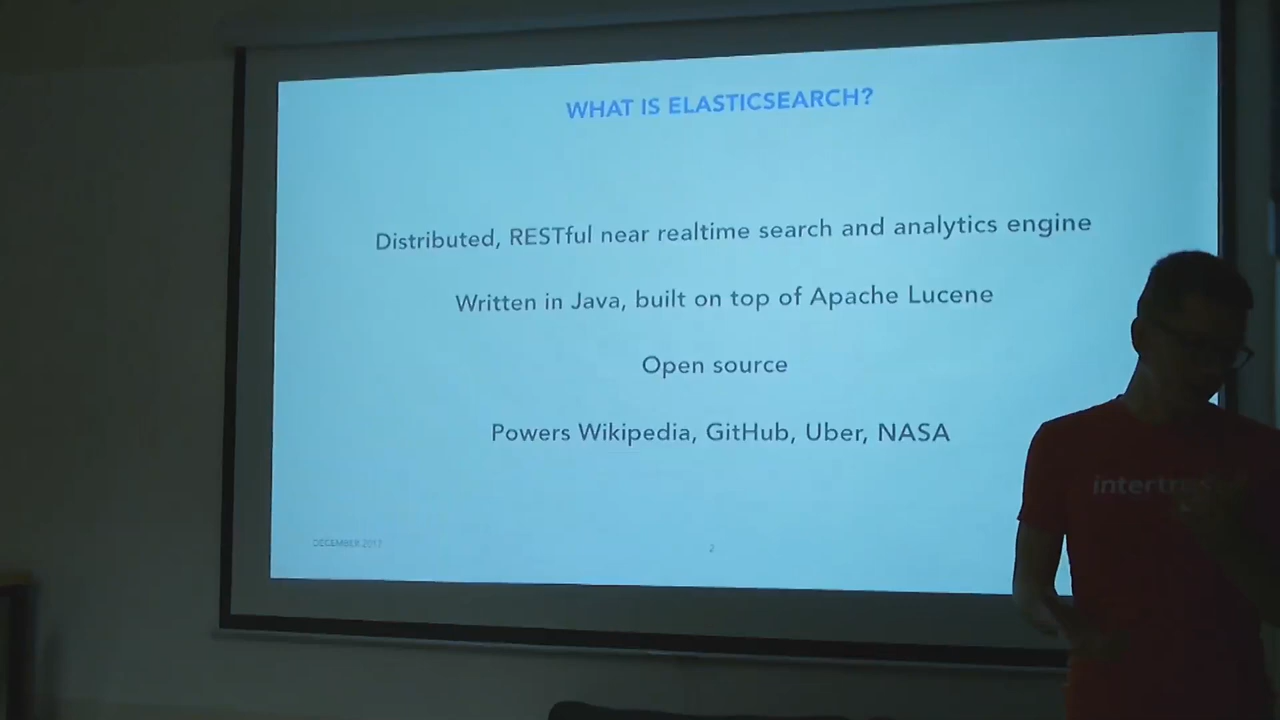 WHAT IS ELASTICSEARCH?
Distributed, RESTful near realtime search and analytics engine
Written in Java, built on top of Apache Lucene
Open source
Powers Wikipedia, GitHub, Uber, NASA
DECEMBER 2017
2